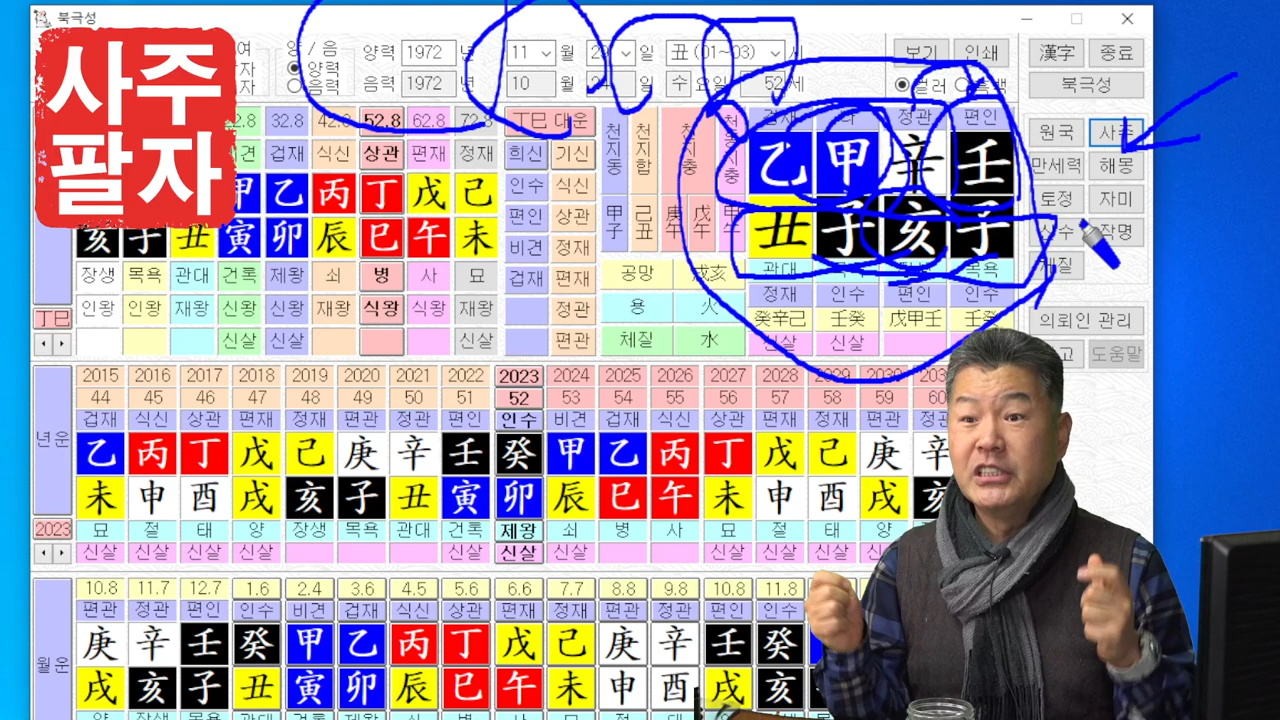 북극성
사주
팔자
양 / 음
양력
음력
양력 1972 년 11 월 일 丑 (01~03) 시
음력 1972 년 10 월 일 수 요일 52 세
보기 인쇄
漢字 종료
북극성
원국 사주
만세력 해몽
토정 자미
작명
의뢰인 관리
도움말
32.8 52.8 62.8
겁재 식신 상관 편재 정재
乙 丙 丁 戊 己
亥 子 丑 寅 卯 辰 巳 午 未
장생 목욕 관대 건록 제왕 쇠 병 사 묘
인왕 인왕 재왕 신왕 신왕 재왕 식왕 식왕 재왕
신살 신살 신살
丁巳
丁巳 대운
희신 기신
인수 식신
편인 상관
비견 정재
겁재 편재
정관
편관
천지동 천지합
甲子 己丑
공망 戌亥
용 火
체질 水
정관 편인
乙 甲 辛 壬
丑 子 亥 子
관대 목욕
정재 인수 편인 인수
癸辛己 壬癸 戊甲壬 壬癸
신살 신살
년운
2015 2016 2017 2018 2019 2020 2021 2022 2023 2024 2025 2026 2027 2028 2029 2030
44 45 46 47 48 49 50 51 52 53 54 55 56 57 58 59 60
겁재 식신 상관 편재 정재 편관 정관 편인 인수 비견 겁재 식신 상관 편재 정재 편관
乙 丙 丁 戊 己 庚 辛 壬 癸 甲 乙 丙 丁 戊 己 庚 辛
未 申 酉 戌 亥 子 丑 寅 卯 辰 巳 午 未 申 酉 戌 亥
묘 절 태 양 장생 목욕 관대 건록 제왕 쇠 병 사 묘 절 태 양
신살 신살 신살 신살 신살 신살 신살 신살 신살 신살
2023
월운
10.8 11.7 12.7 1.6 2.4 3.6 4.5 5.6 6.6 7.7 8.8 9.8 10.8 11.8
편관 정관 편인 인수 비견 겁재 식신 상관 편재 정재 편관 정관 편인 인수
庚 辛 壬 癸 甲 乙 丙 丁 戊 己 庚 辛 壬 癸
戌 亥 子 丑 寅 卯 辰 巳 午 未 申 酉 戌 亥